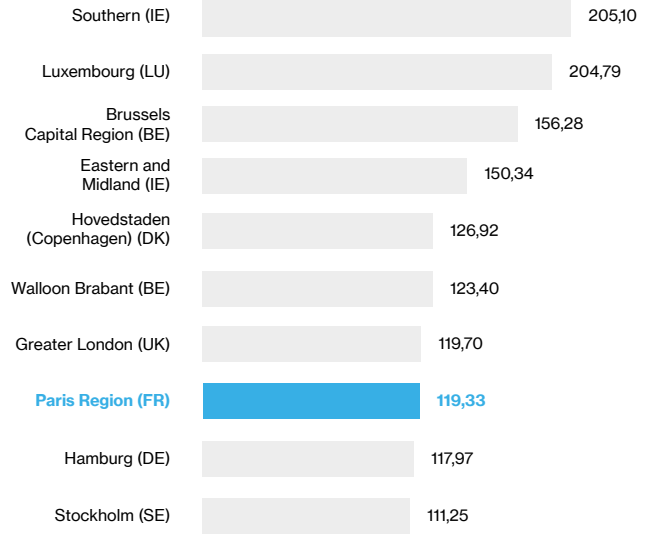 Southern (IE) 205,10
Luxembourg (LU) 204,79
Brussels
Capital Region (BE) 156,28
Eastern and
Midland (IE) 150,34
Hovedstaden
(Copenhagen) (DK) 126,92
Walloon Brabant (BE) 123,40
Greater London (UK) 119,70
Paris Region (FR) 119,33
Hamburg (DE) 117,97
Stockholm (SE) 111,25